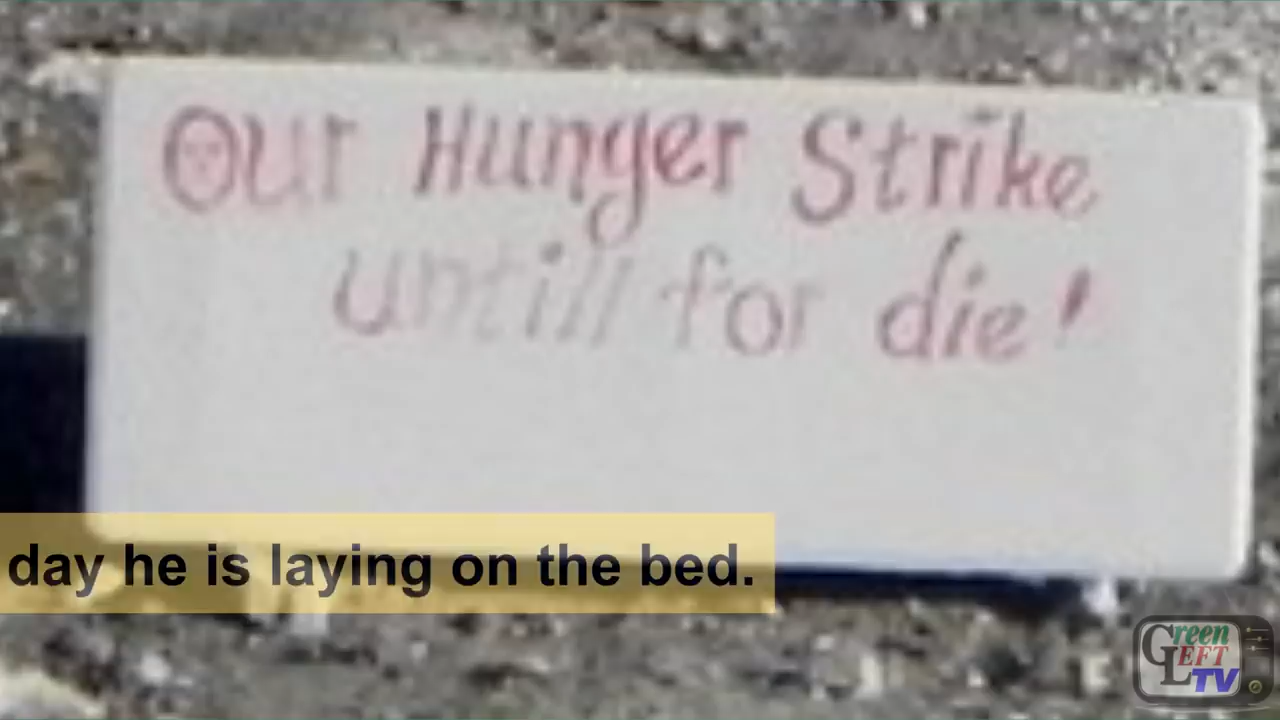 Our Hunger Strike
untill for die!
day he is laying on the bed.
Green
LEFT
TV